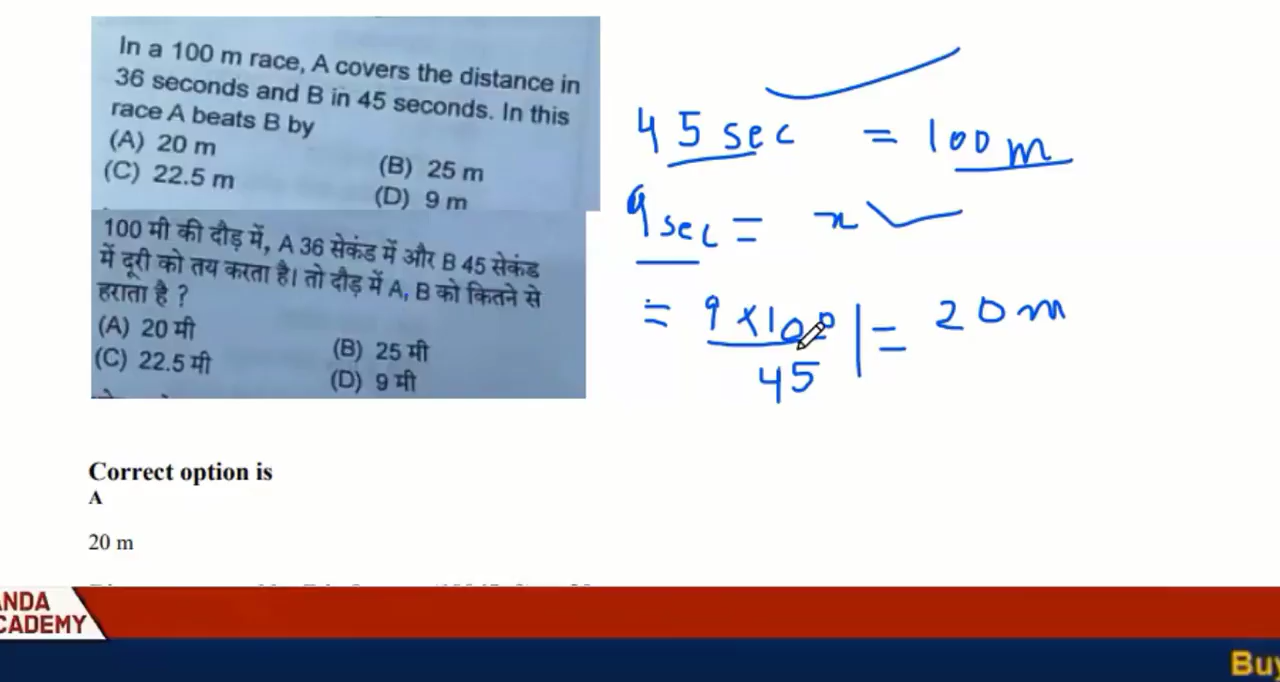 In a 100 m race, A covers the distance in
36 seconds and B in 45 seconds. In this
race A beats B by
(A) 20 m
(B) 25 m
(C) 22.5 m
(D) 9 m
100 मी की दौड़ में, A 36 सेकंड में और B 45 सेकंड
में दूरी को तय करता है। तो दौड़ में A, B को कितने से
हराता है ?
(A) 20 मी
(B) 25 मी
(C) 22.5 मी
(D) 9 मी
45 sec = 100 m
9 sec = x
= 9 x 100
45
= 20 m
Correct option is
A
20 m
ANDA
CADEMY
Buy